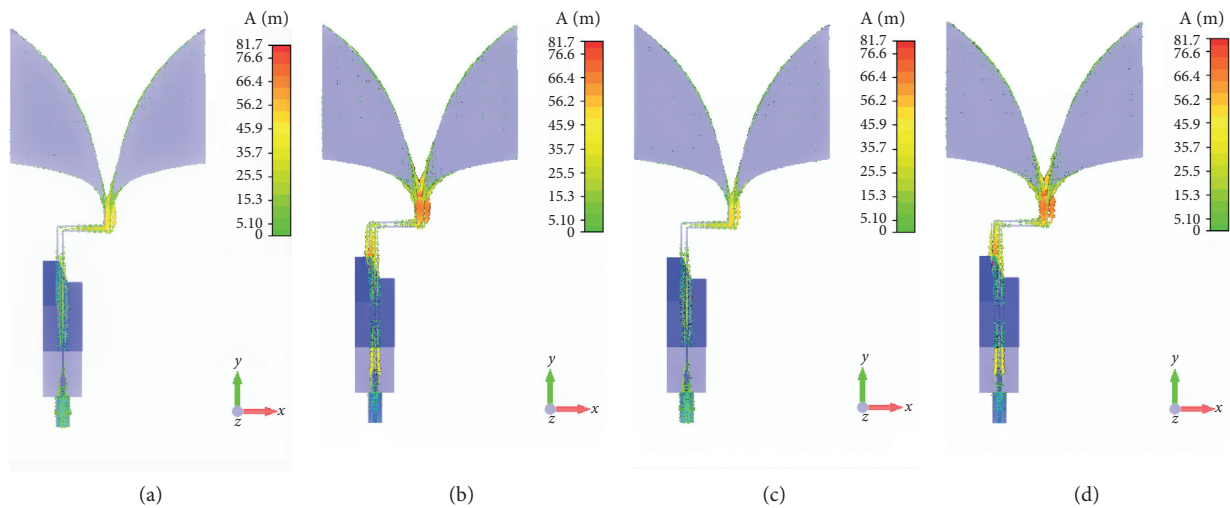 A (m)
81.7
76.6
66.4
56.2
45.9
35.7
25.5
15.3
5.10
0
y
x
z
(a)
A (m)
81.7
76.6
66.4
56.2
45.9
35.7
25.5
15.3
5.10
0
y
x
z
(b)
A (m)
81.7
76.6
66.4
56.2
45.9
35.7
25.5
15.3
5.10
0
y
x
z
(c)
A (m)
81.7
76.6
66.4
56.2
45.9
35.7
25.5
15.3
5.10
0
y
x
z
(d)